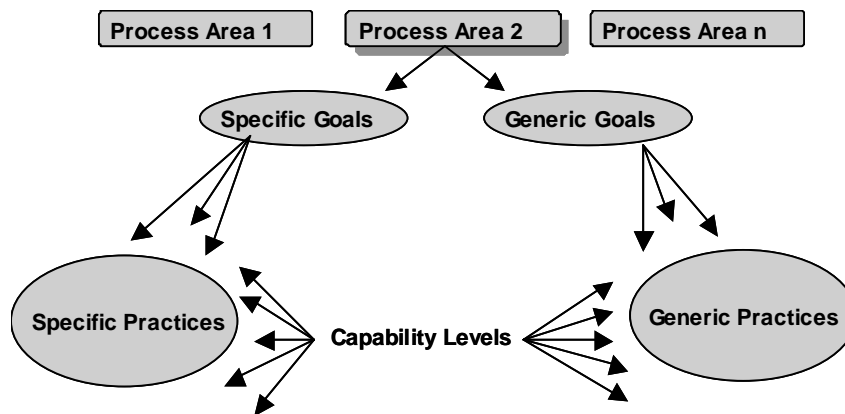 Process Area 1
Process Area 2
Process Area n
Specific Goals
Generic Goals
Specific Practices
Capability Levels
Generic Practices